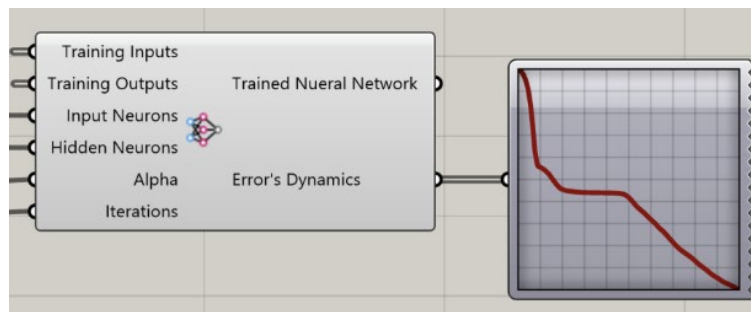 Training Inputs
Training Outputs
Input Neurons
Hidden Neurons
Alpha
Iterations
Trained Nueral Network
Error's Dynamics